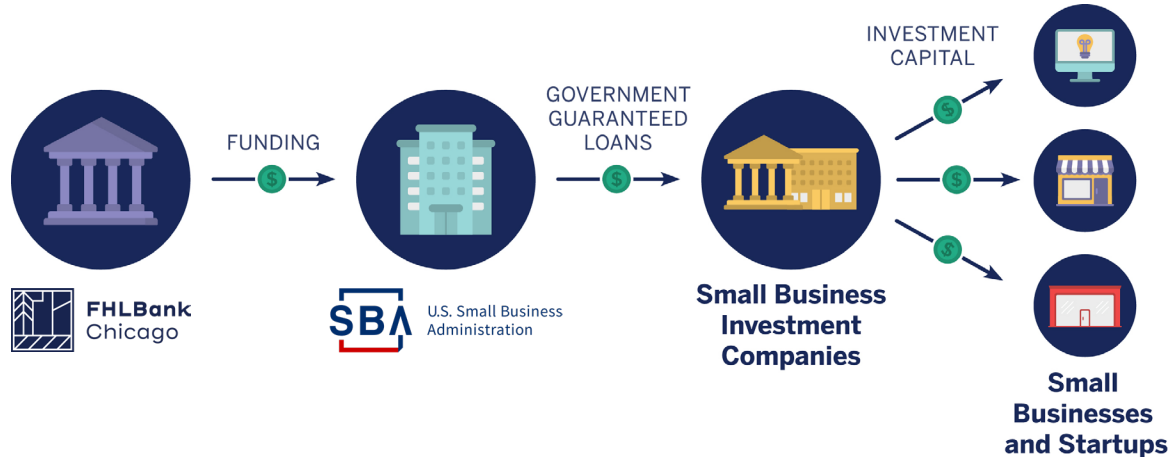 FUNDING
GOVERNMENT
GUARANTEED
LOANS
INVESTMENT
CAPITAL
$
$
$
$
$
FHLBank
Chicago
SBA
U.S. Small Business
Administration
Small Business
Investment
Companies
Small
Businesses
and Startups